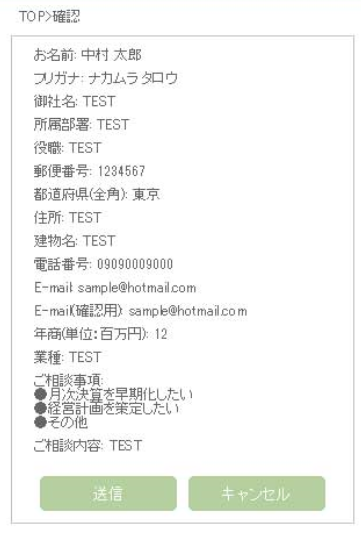 TOP>確認
お名前: 中村 太郎
フリガナ: ナカムラ タロウ
御社名: TEST
所属部署: TEST
役職: TEST
郵便番号: 1234567
都道府県(全角): 東京
住所: TEST
建物名: TEST
電話番号: 09090009000
E-mail: sample@hotmail.com
E-mail(確認用): sample@hotmail.com
年商(単位:百万円): 12
業種: TEST
ご相談事項:
●月次決算を早期化したい
●経営計画を策定したい
●その他
ご相談内容: TEST
送信 キャンセル